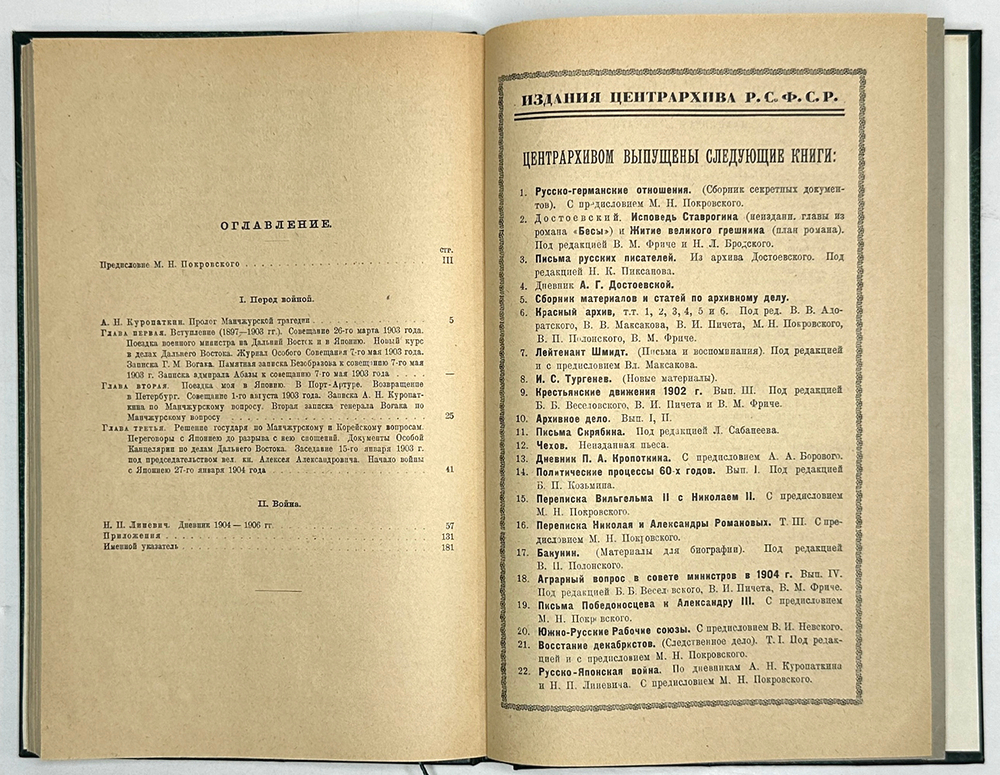 ОГЛАВЛЕНИЕ.
СТР.
Предисловие М. Н. Покровского . . . . . . . . . . . . . . . . . . . . III
I. Перед войной.
А. Н. Куропаткин. Пролог Манчжурской трагедии . . . . . . . . . . . . 5
Глава первая. Вступление (1897—1903 гг.). Совещание 26-го марта 1903 года.
Поездка военного министра на Дальний Восток и в Японию. Новый курс
в делах Дальнего Востока. Журнал Особого Совещания 7-го мая 1903 года.
Записка Г. М. Вогака. Памятная записка Безобразова к совещанию 7-го мая
1903 г. Записка адмирала Абазы к совещанию 7-го мая 1903 года . . . . —
Глава вторая. Поездка моя в Японию. В Порт-Артуре. Возвращение
в Петербург. Совещание 1-го августа 1903 года. Записка А. Н. Куропат-
кина по Манчжурскому вопросу. Вторая записка генерала Вогака по
Манчжурскому вопросу . . . . . . . . . . . . . . . . . . . . 25
Глава третья. Решение государя по Манчжурскому и Корейскому вопросам.
Переговоры с Японией до разрыва с нею сношений. Документы Особой
Канцелярии по делам Дальнего Востока. Заседание 15-го января 1903 г.
под председательством вел. кн. Алексея Александровича. Начало войны
с Японией 27-го января 1904 года . . . . . . . . . . . . . . . . 41
II. Война.
Н. П. Линевич. Дневник 1904—1906 гг. . . . . . . . . . . . . . . . . . 57
Приложения . . . . . . . . . . . . . . . . . . . . . . . . . . . . 131
Именной указатель . . . . . . . . . . . . . . . . . . . . . . . . . 181
ИЗДАНИЯ ЦЕНТРАРХИВА Р.С.Ф.С.Р.
ЦЕНТРАРХИВОМ ВЫПУЩЕНЫ СЛЕДУЮЩИЕ КНИГИ:
1. Русско-германские отношения. (Сборник секретных докумен-
тов). С предисловием М. Н. Покровского.
2. Достоевский. Исповедь Ставрогина (неизданн. главы из
романа «Бесы») и Житие великого грешника (план романа).
Под редакцией В. М. Фриче и Н. Л. Бродского.
3. Письма русских писателей. Из архива Достоевского. Под
редакцией Н. К. Пиксанова.
4. Дневник А. Г. Достоевской.
5. Сборник материалов и статей по архивному делу.
6. Красный архив, т.т. 1, 2, 3, 4, 5 и 6. Под ред. В. В. Адо-
ратского, В. В. Максакова, В. И. Пичета, М. Н. Покровского,
В. П. Полонского, В. М. Фриче.
7. Лейтенант Шмидт. (Письма и воспоминания). Под редакцией
и с предисловием Вл. Максакова.
8. И. С. Тургенев. (Новые материалы).
9. Крестьянские движения 1902 г. Вып. III. Под редакцией
Б. Б. Веселовского, В. И. Пичета и В. М. Фриче.
10. Архивное дело. Вып. I, II.
11. Письма Скрябина. Под редакцией Л. Сабанеева.
12. Чехов. Неизданная пьеса.
13. Дневник П. А. Кропоткина. С предисловием А. А. Борового.
14. Политические процессы 60-х годов. Вып. I. Под редакцией
Б. П. Козьмина.
15. Переписка Вильгельма II с Николаем II. С предисловием
М. Н. Покровского.
16. Переписка Николая и Александры Романовых. Т. III. С пре-
дисловием М. Н. Покровского.
17. Бакунин. (Материалы для биографии). Под редакцией
В. П. Полонского.
18. Аграрный вопрос в совете министров в 1904 г. Вып. IV.
Под редакцией Б. Б. Веселовского, В. И. Пичета, В. М. Фриче.
19. Письма Победоносцева к Александру III. С предисловием
М. Н. Покровского.
20. Южно-Русские Рабочие союзы. С предисловием В. И. Невского.
21. Восстание декабристов. (Следственное дело). Т. I. Под редак-
цией и с предисловием М. Н. Покровского.
22. Русско-Японская война. По дневникам А. Н. Куропаткина
и Н. П. Линевича. С предисловием М. Н. Покровского.